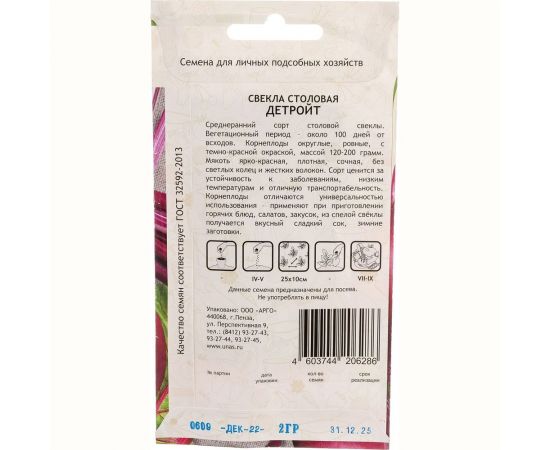 Семена для личных подсобных хозяйств
СВЕКЛА СТОЛОВАЯ
ДЕТРОЙТ
Среднеранний сорт столовой свеклы.
Вегетационный период - около 100 дней от
всходов. Корнеплоды округлые, ровные, с
темно-красной окраской, массой 120-200 грамм.
Мякоть ярко-красная, плотная, сочная, без
светлых колец и жестких волокон. Сорт ценится за
устойчивость к заболеваниям, низким
температурам и отличную транспортабельность.
Корнеплоды отличаются универсальностью
использования - применяют при приготовлении
горячих блюд, салатов, закусок, из спелой свёклы
получается вкусный сладкий сок, зимние
заготовки.
IV-V 25х10см - VII-IX
Данные семена предназначены для посева.
Не употреблять в пищу!
Упаковано: ООО «АРГО»
440068, г.Пенза,
ул. Перспективная 9,
тел.: (8412) 93-27-43,
93-27-44, 93-27-45,
www.unas.ru
4 603744 206286
№ партии дата упаковки кол-во семян срок реализации
0609 -ДЕК-22- 2ГР 31.12.25
Качество семян соответствует ГОСТ 32592-2013